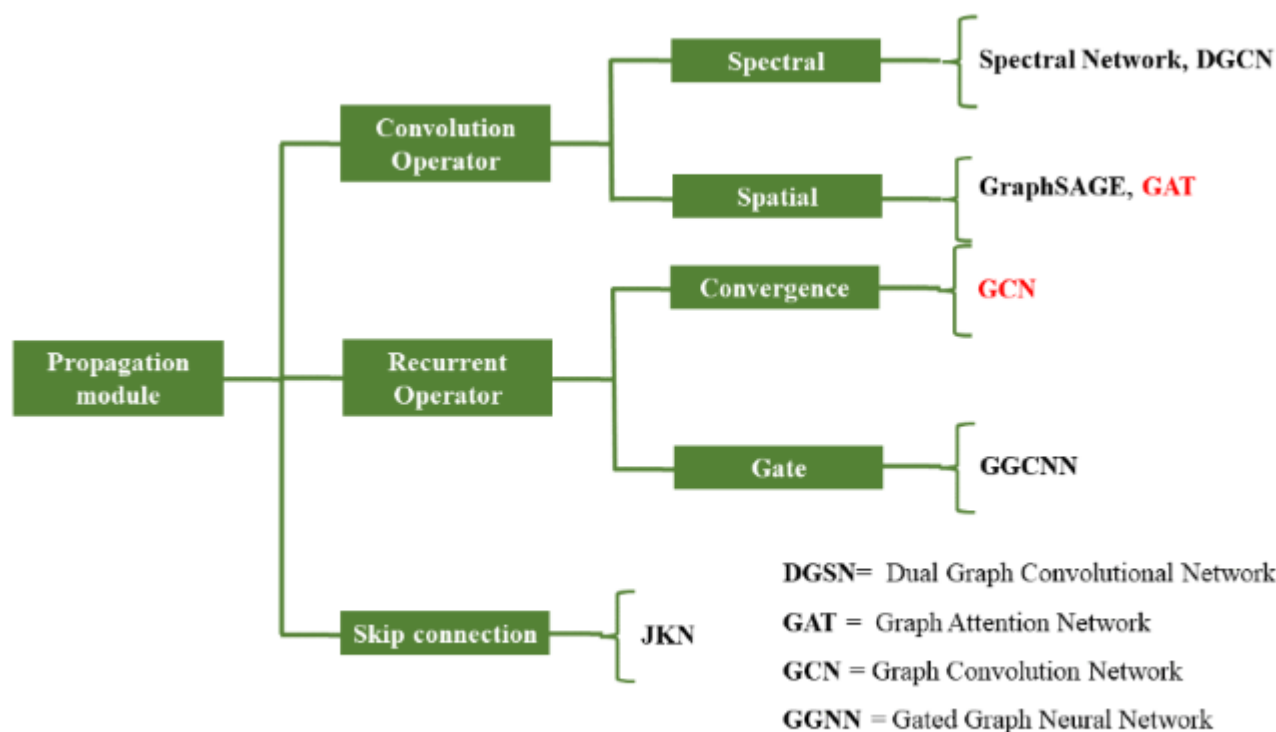 Spectral
Spectral Network, DGCN
Convolution
Operator
Spatial
GraphSAGE, GAT
Convergence
GCN
Propagation
module
Recurrent
Operator
Gate
GGCNN
Skip connection
JKN
DGSN= Dual Graph Convolutional Network
GAT = Graph Attention Network
GCN = Graph Convolution Network
GGNN = Gated Graph Neural Network